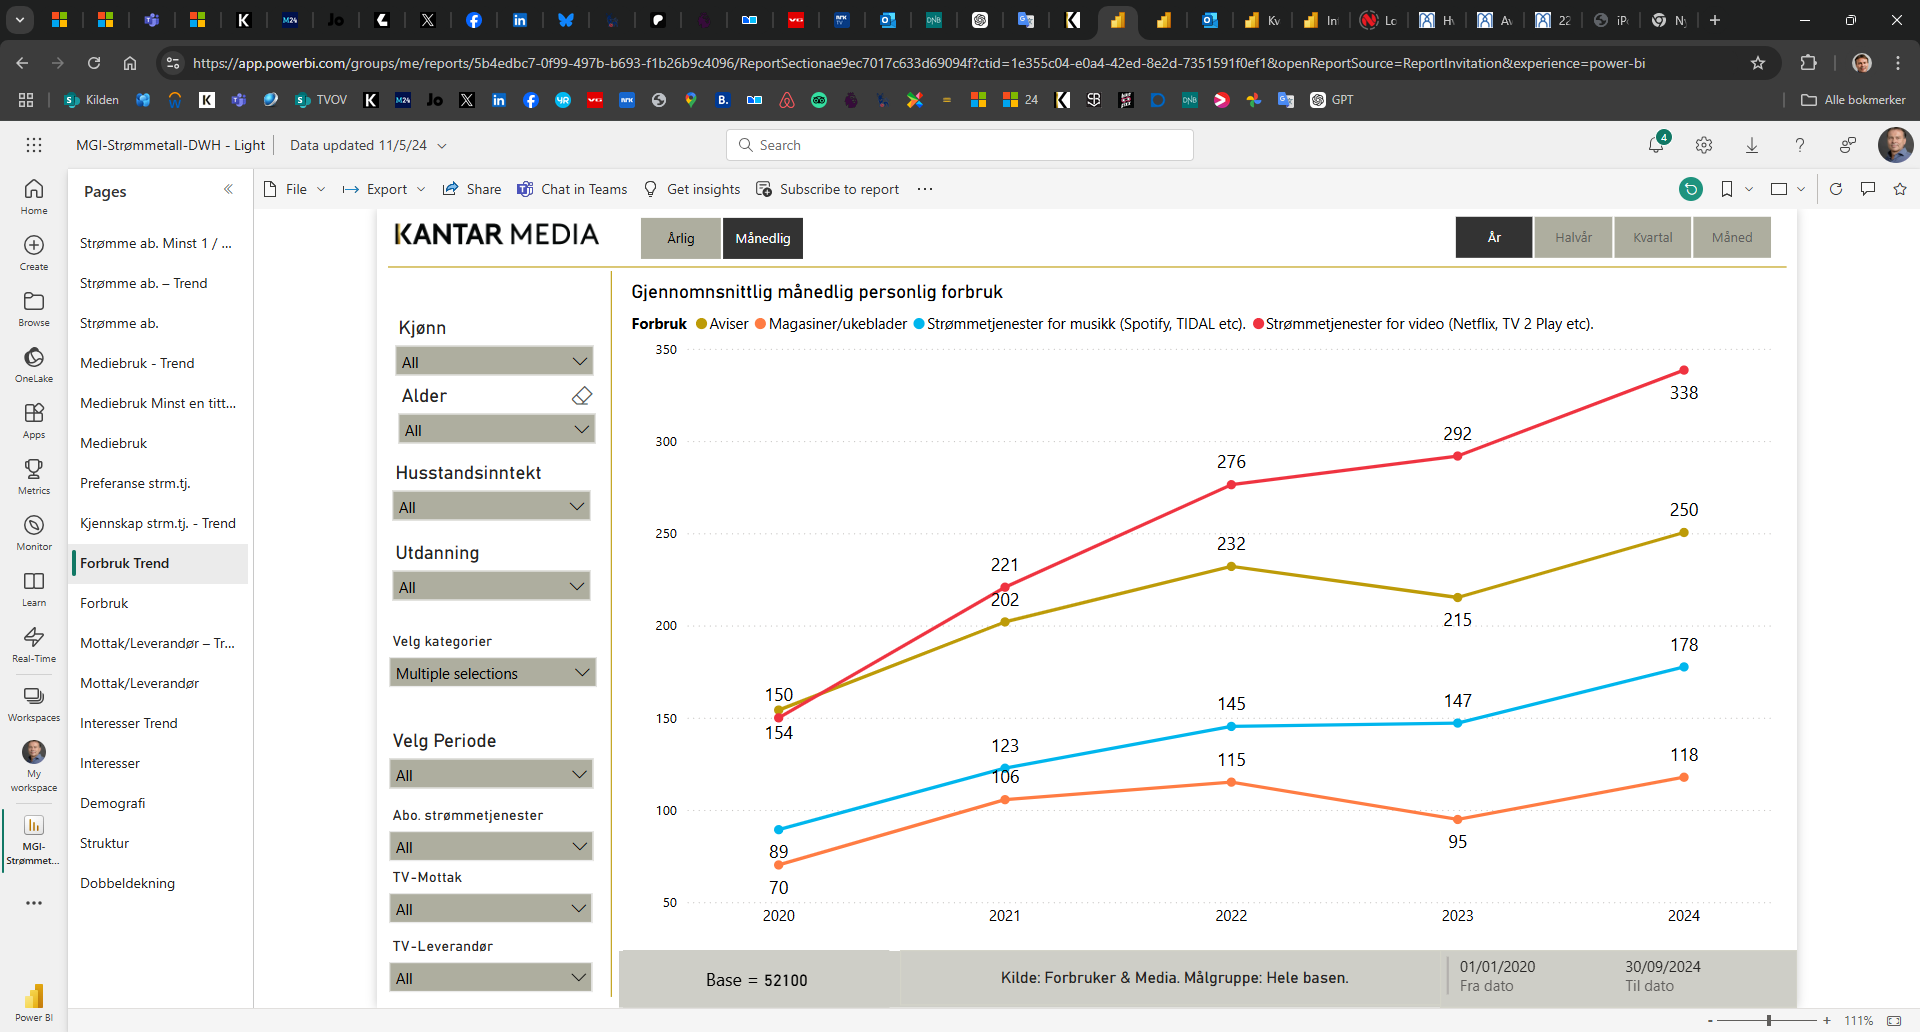 https://app.powerbi.com/groups/me/reports/5b4edbc7-0f99-497b-b693-f1b26b9c4096/ReportSectionae9ec7017c633d69094f?ctid=1e355c04-e0a4-42ed-8e2d-7351591f0ef1&openReportSource=ReportInvitation&experience=power-bi
Kilden
TVOV
24
GPT
Alle bokmerker
MGI-Strømmetall-DWH - Light
Data updated 11/5/24
Search
4
Home
Create
Browse
OneLake
Apps
Metrics
Monitor
Learn
Real-Time
Workspaces
My workspace
MGI-Strømmet...
Power BI
Pages
Strømme ab. Minst 1 / ...
Strømme ab. – Trend
Strømme ab.
Mediebruk - Trend
Mediebruk Minst en titt...
Mediebruk
Preferanse strm.tj.
Kjennskap strm.tj. - Trend
Forbruk Trend
Forbruk
Mottak/Leverandør – Tr...
Mottak/Leverandør
Interesser Trend
Interesser
Demografi
Struktur
Dobbeldekning
File
Export
Share
Chat in Teams
Get insights
Subscribe to report
KANTAR MEDIA
Årlig
Månedlig
År
Halvår
Kvartal
Måned
Kjønn
All
Alder
All
Husstandsinntekt
All
Utdanning
All
Velg kategorier
Multiple selections
Velg Periode
All
Abo. strømmetjenester
All
TV-Mottak
All
TV-Leverandør
All
Gjennomnsnittlig månedlig personlig forbruk
Forbruk Aviser Magasiner/ukeblader Strømmetjenester for musikk (Spotify, TIDAL etc). Strømmetjenester for video (Netflix, TV 2 Play etc).
350
300
250
200
150
100
50
150
221
276
292
338
154
202
232
215
250
89
123
145
147
178
70
106
115
95
118
2020
2021
2022
2023
2024
Base = 52100
Kilde: Forbruker & Media. Målgruppe: Hele basen.
01/01/2020
Fra dato
30/09/2024
Til dato
- + 111%